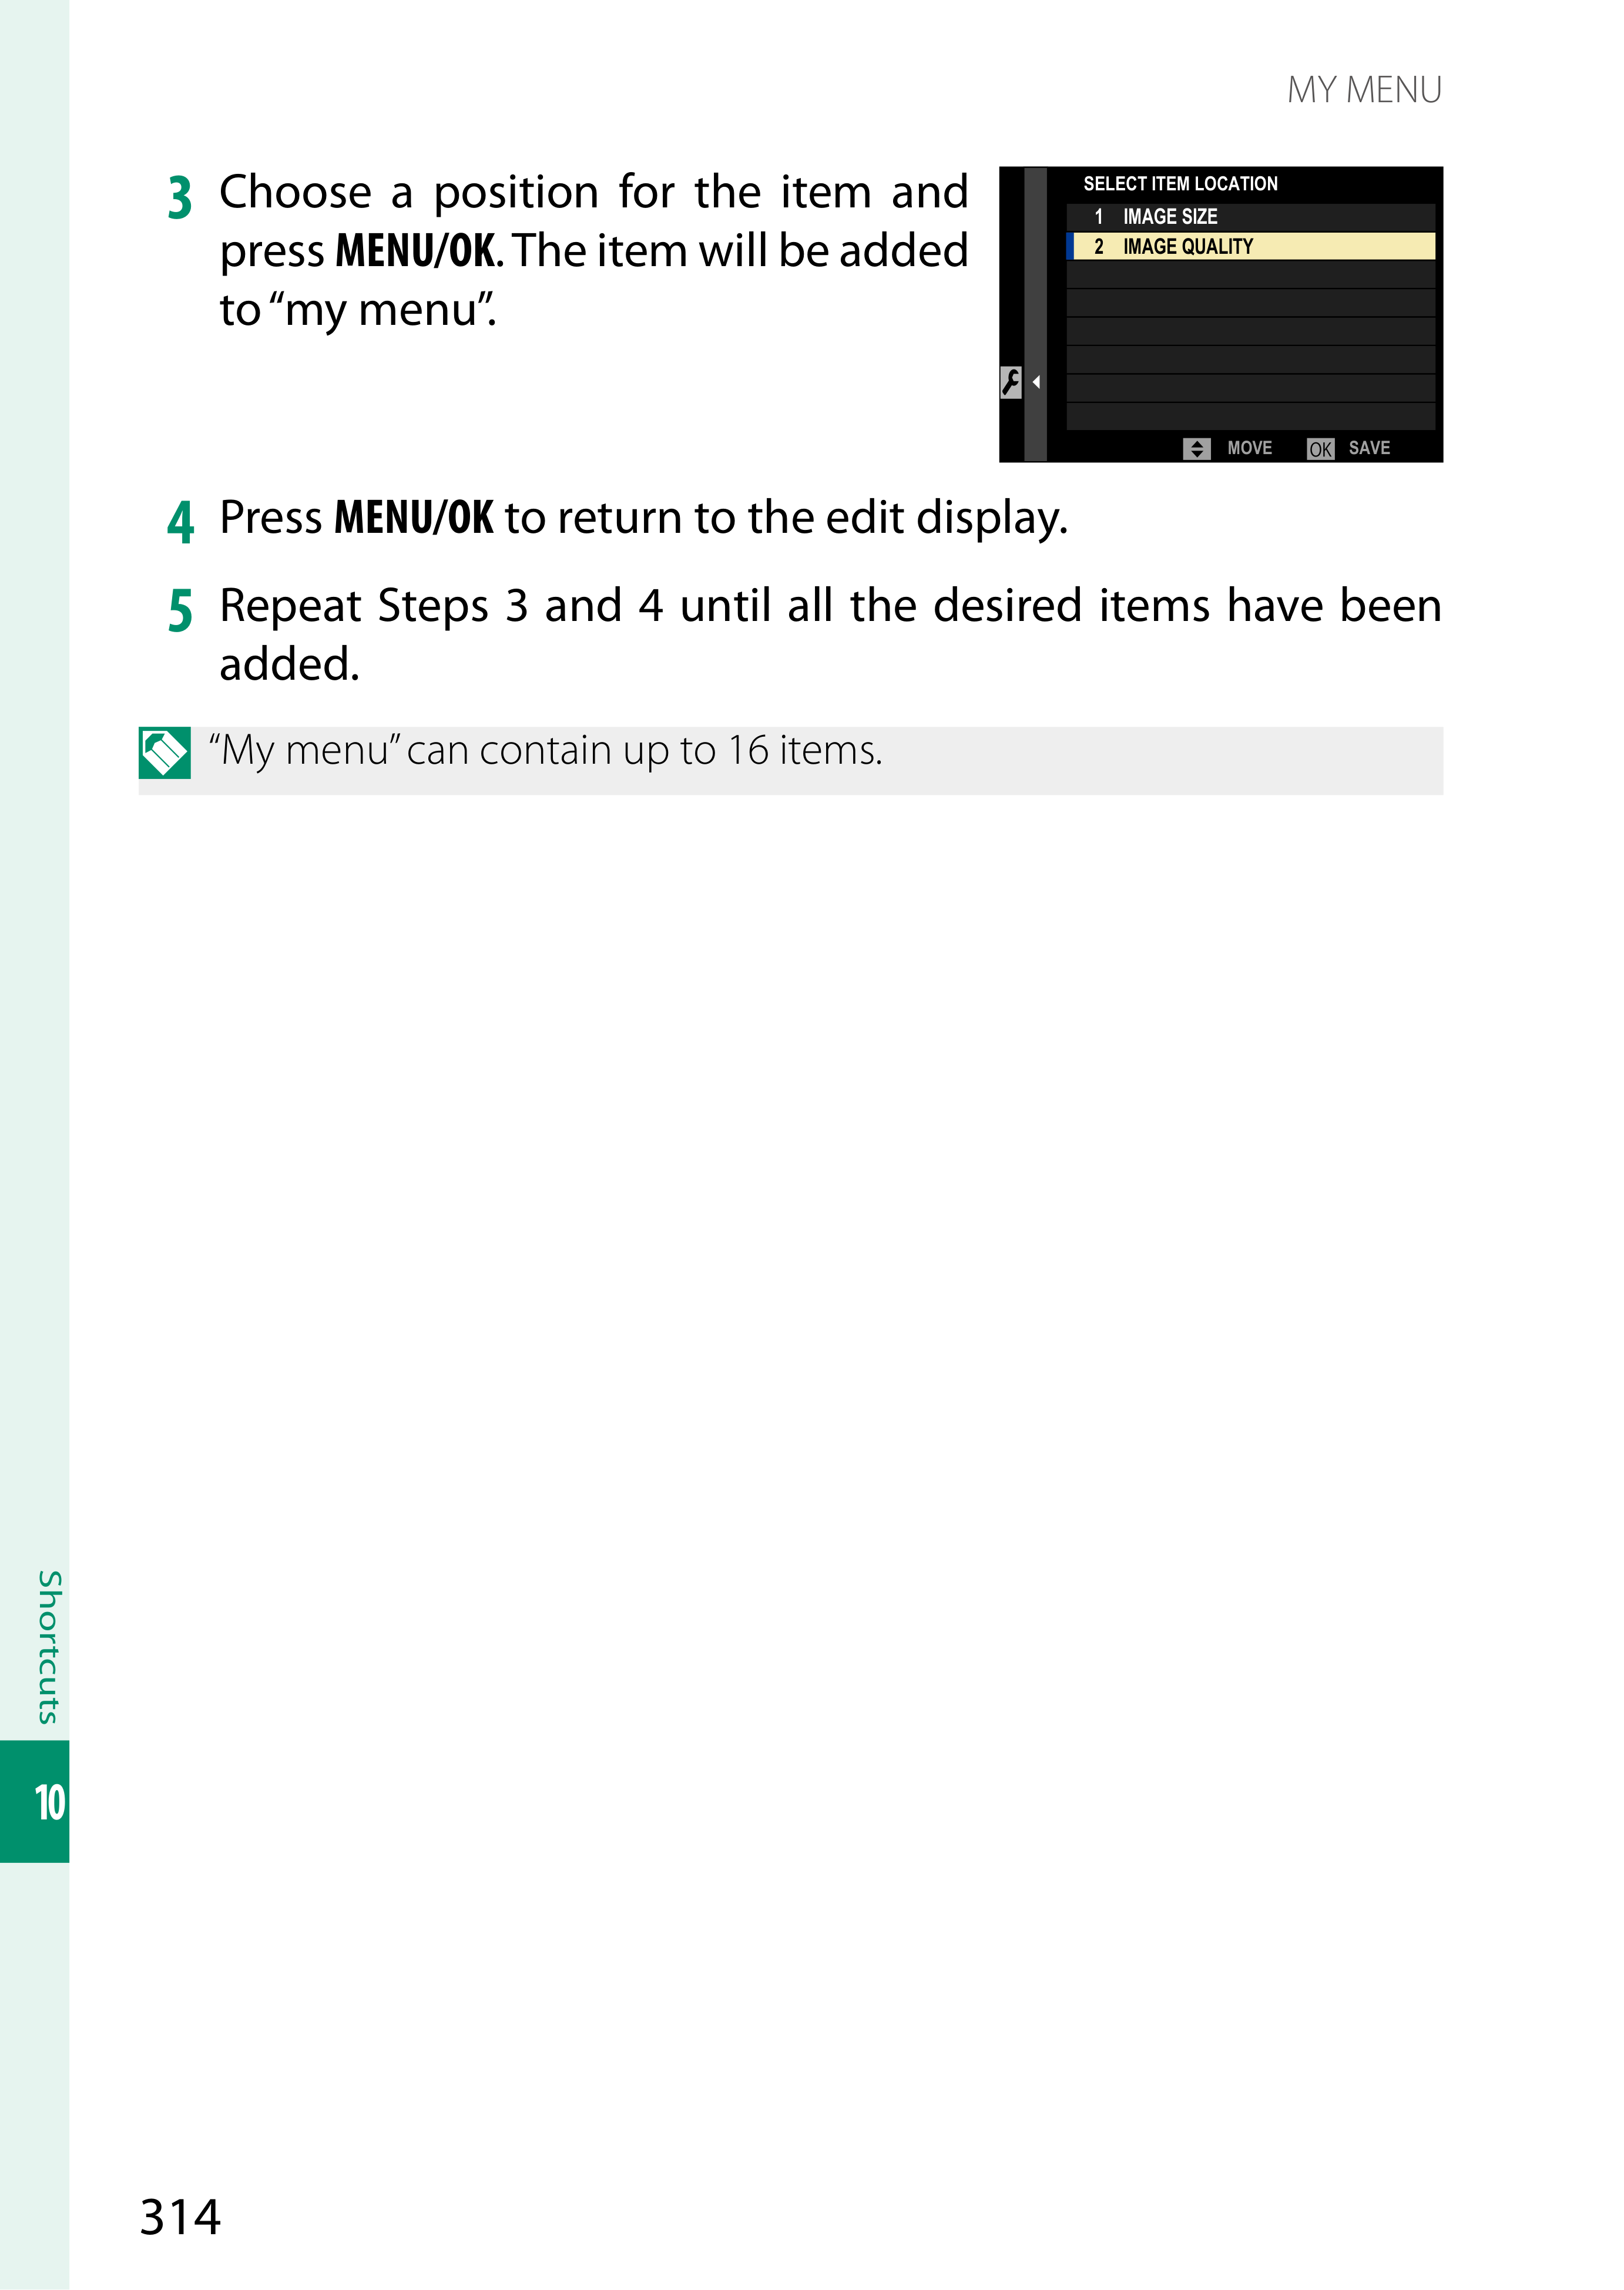 MY MENU
3 Choose a position for the item and
press MENU/OK. The item will be added
to “my menu”.
SELECT ITEM LOCATION
1 IMAGE SIZE
2 IMAGE QUALITY
MOVE OK SAVE
4 Press MENU/OK to return to the edit display.
5 Repeat Steps 3 and 4 until all the desired items have been
added.
“My menu” can contain up to 16 items.
Shortcuts
10
314